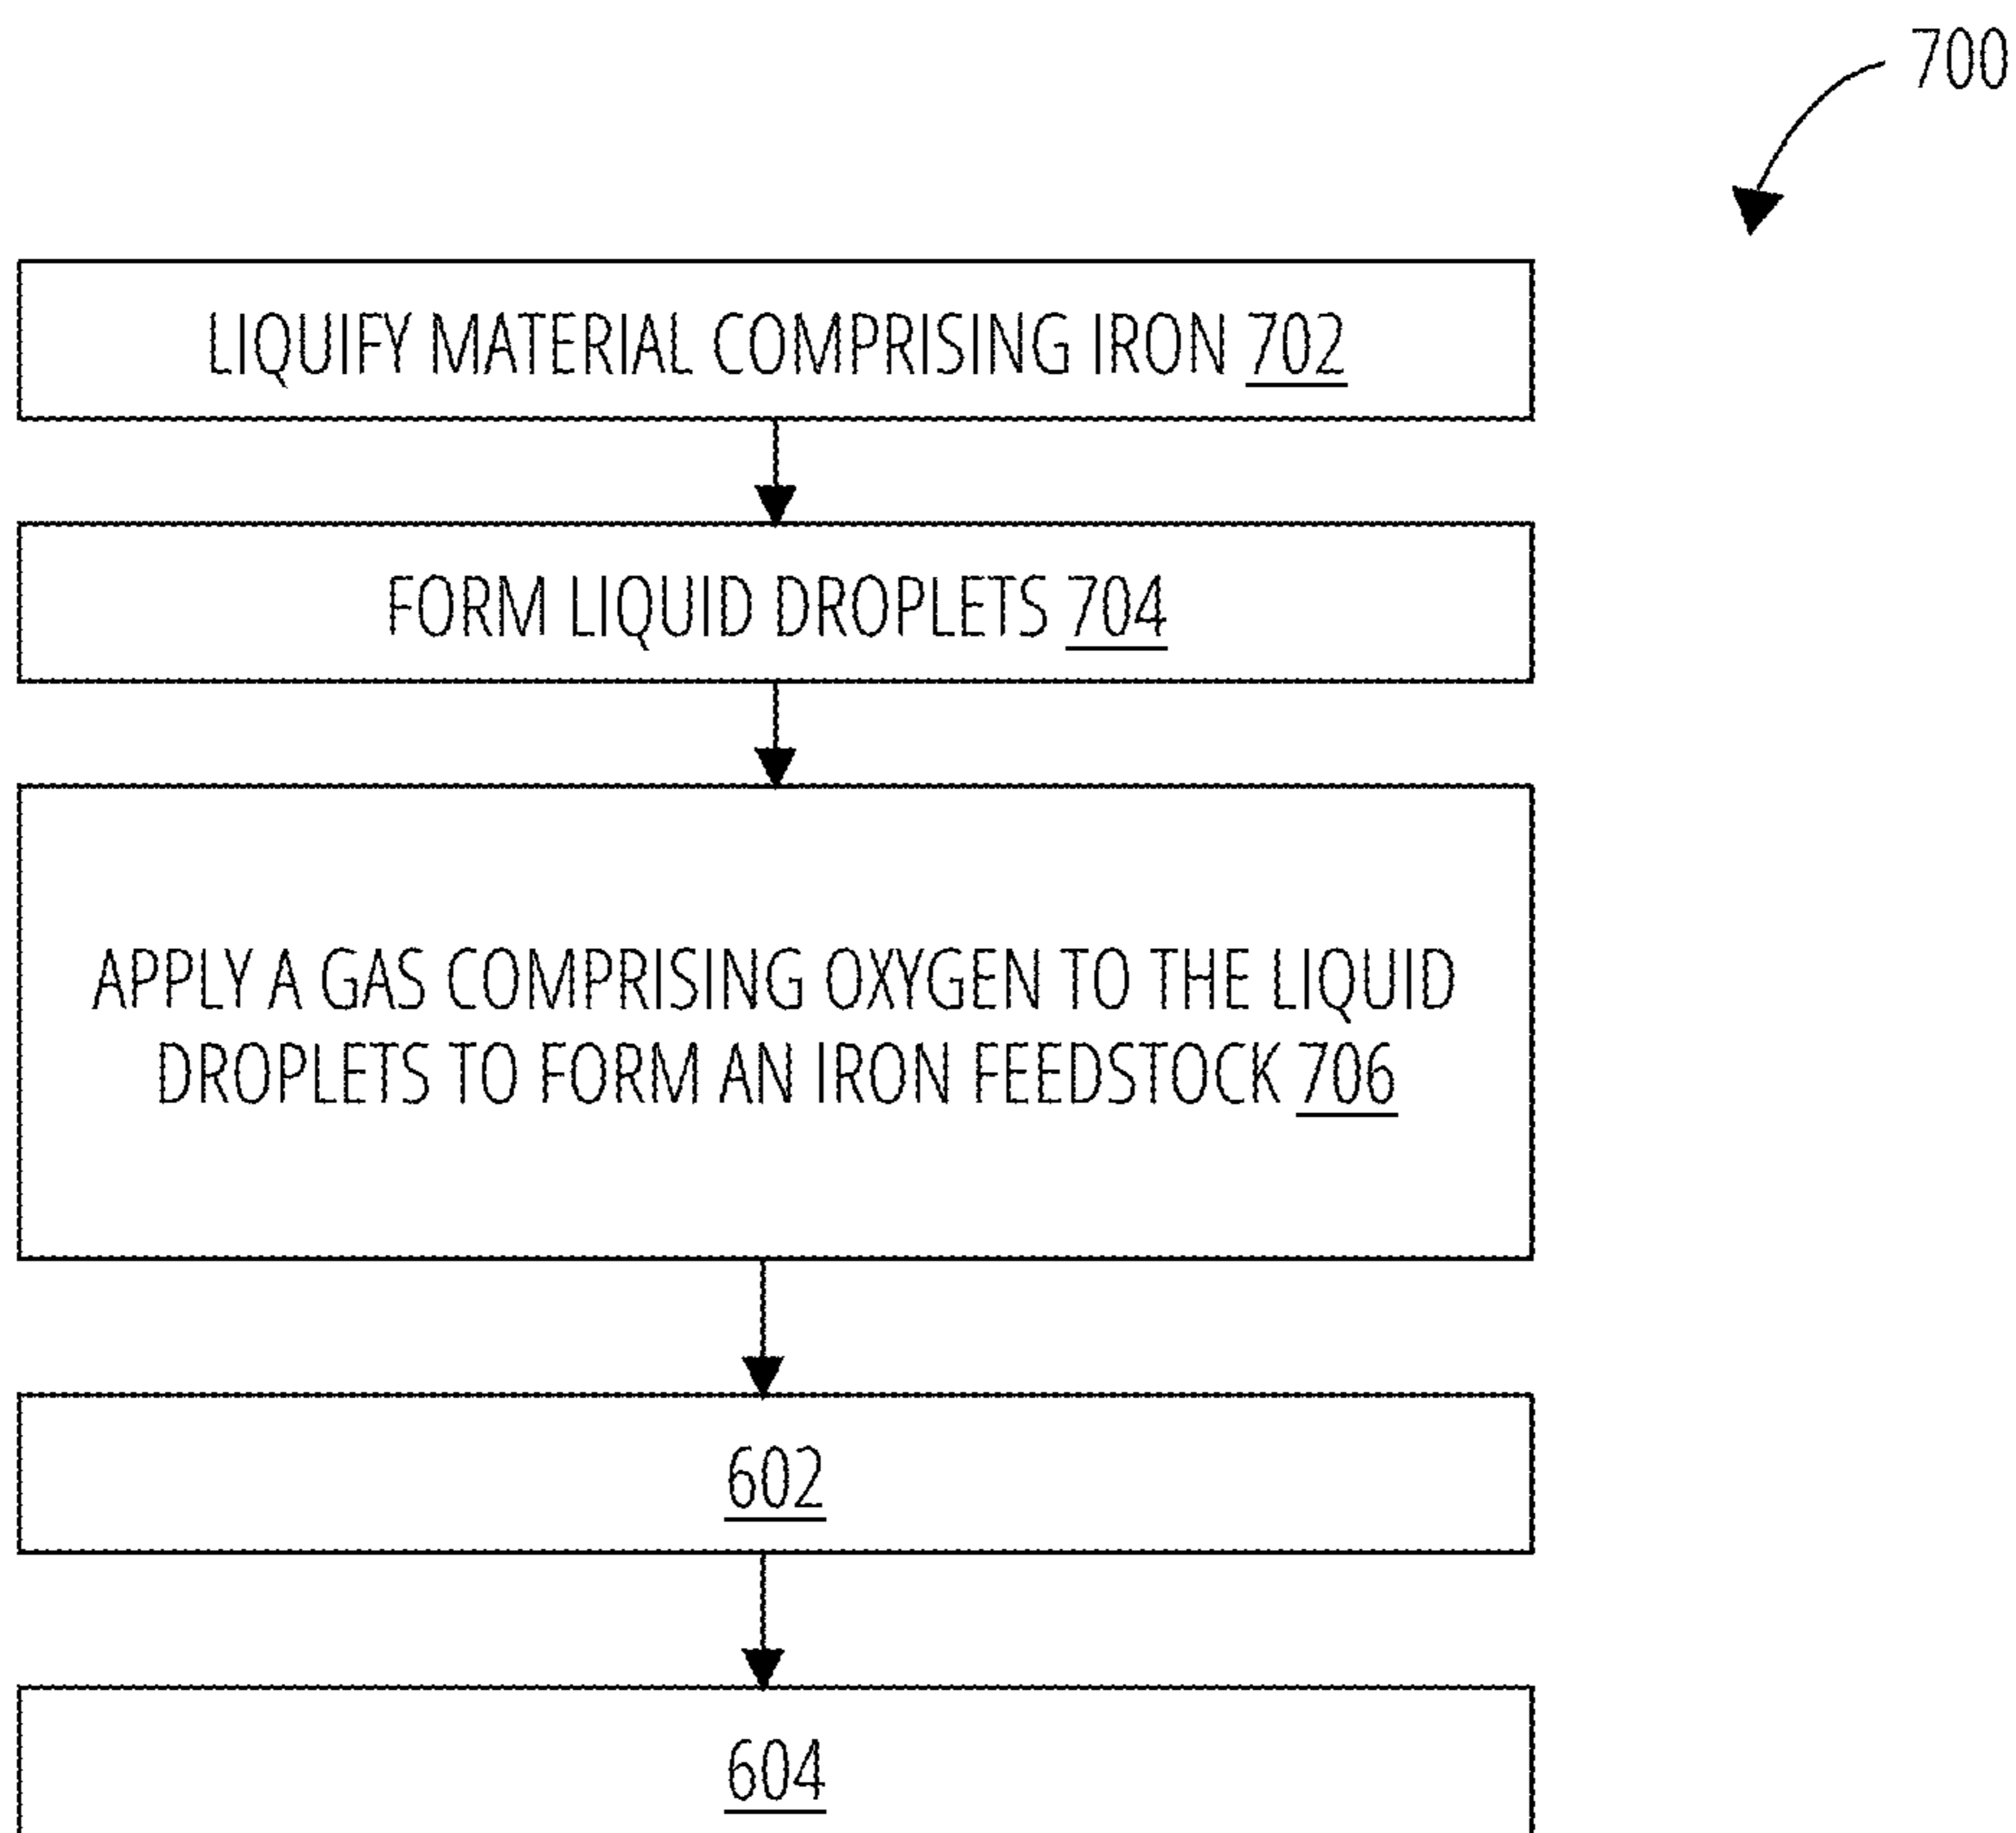 700
LIQUIFY MATERIAL COMPRISING IRON 702
FORM LIQUID DROPLETS 704
APPLY A GAS COMPRISING OXYGEN TO THE LIQUID
DROPLETS TO FORM AN IRON FEEDSTOCK 706
602
604